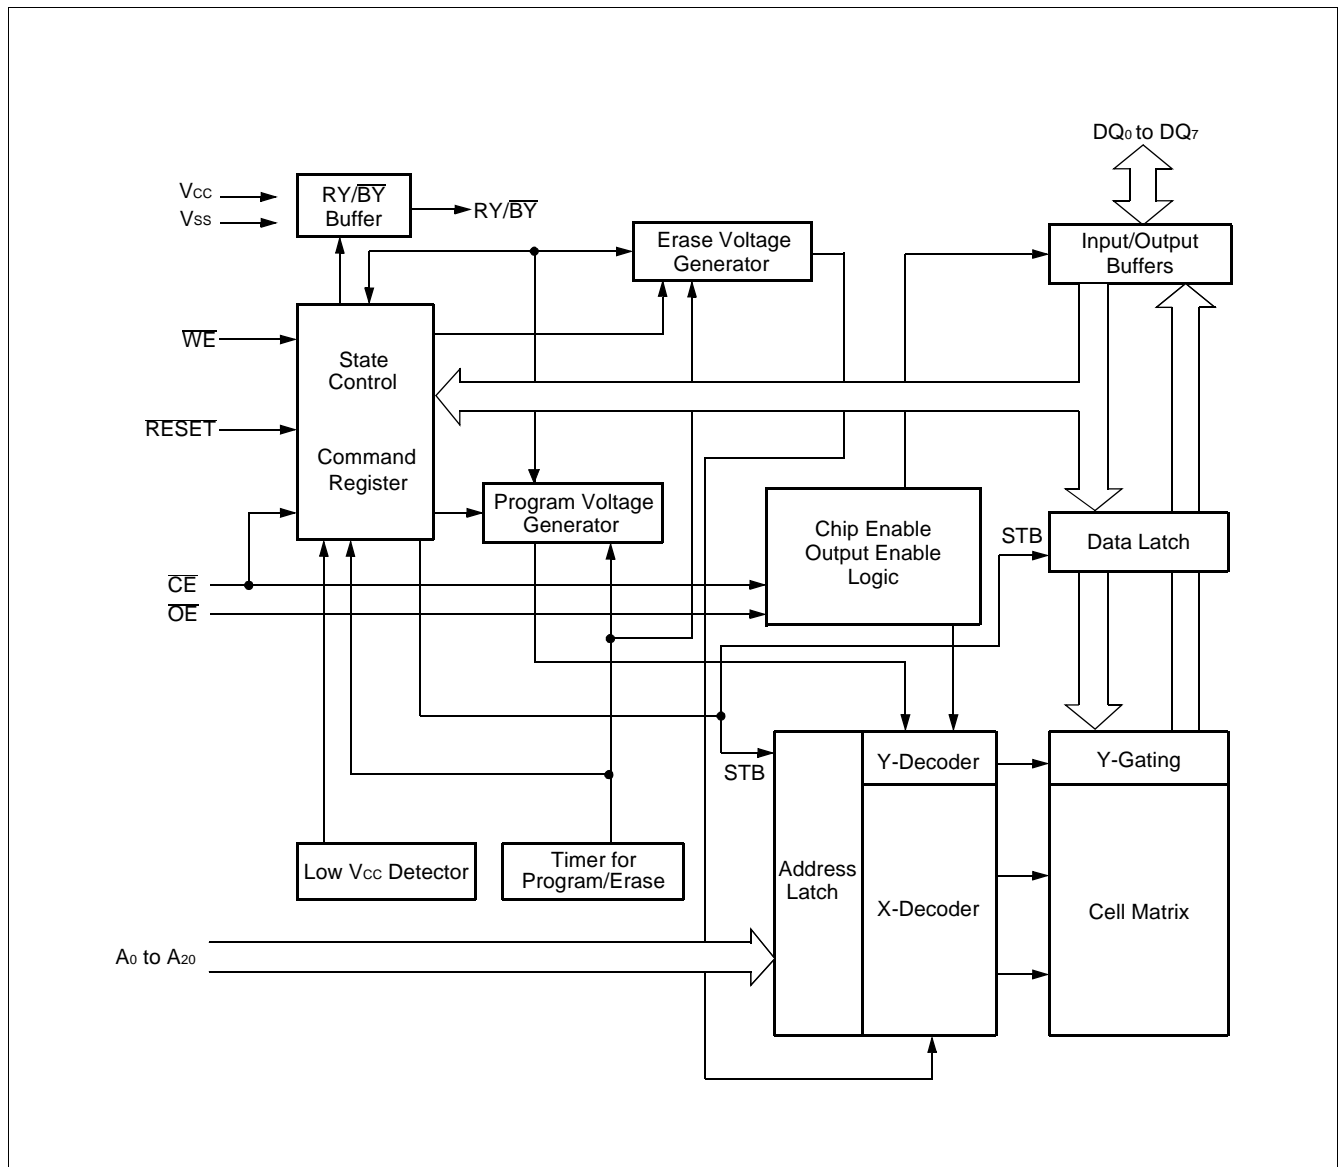 DQ0 to DQ7
VCC
VSS
RY/BY
Buffer
RY/BY
Erase Voltage
Generator
Input/Output
Buffers
WE
State
Control
RESET
Command
Register
Program Voltage
Generator
Chip Enable
Output Enable
Logic
STB
Data Latch
CE
OE
STB
Y-Decoder
Y-Gating
Low VCC Detector
Timer for
Program/Erase
Address
Latch
X-Decoder
Cell Matrix
A0 to A20